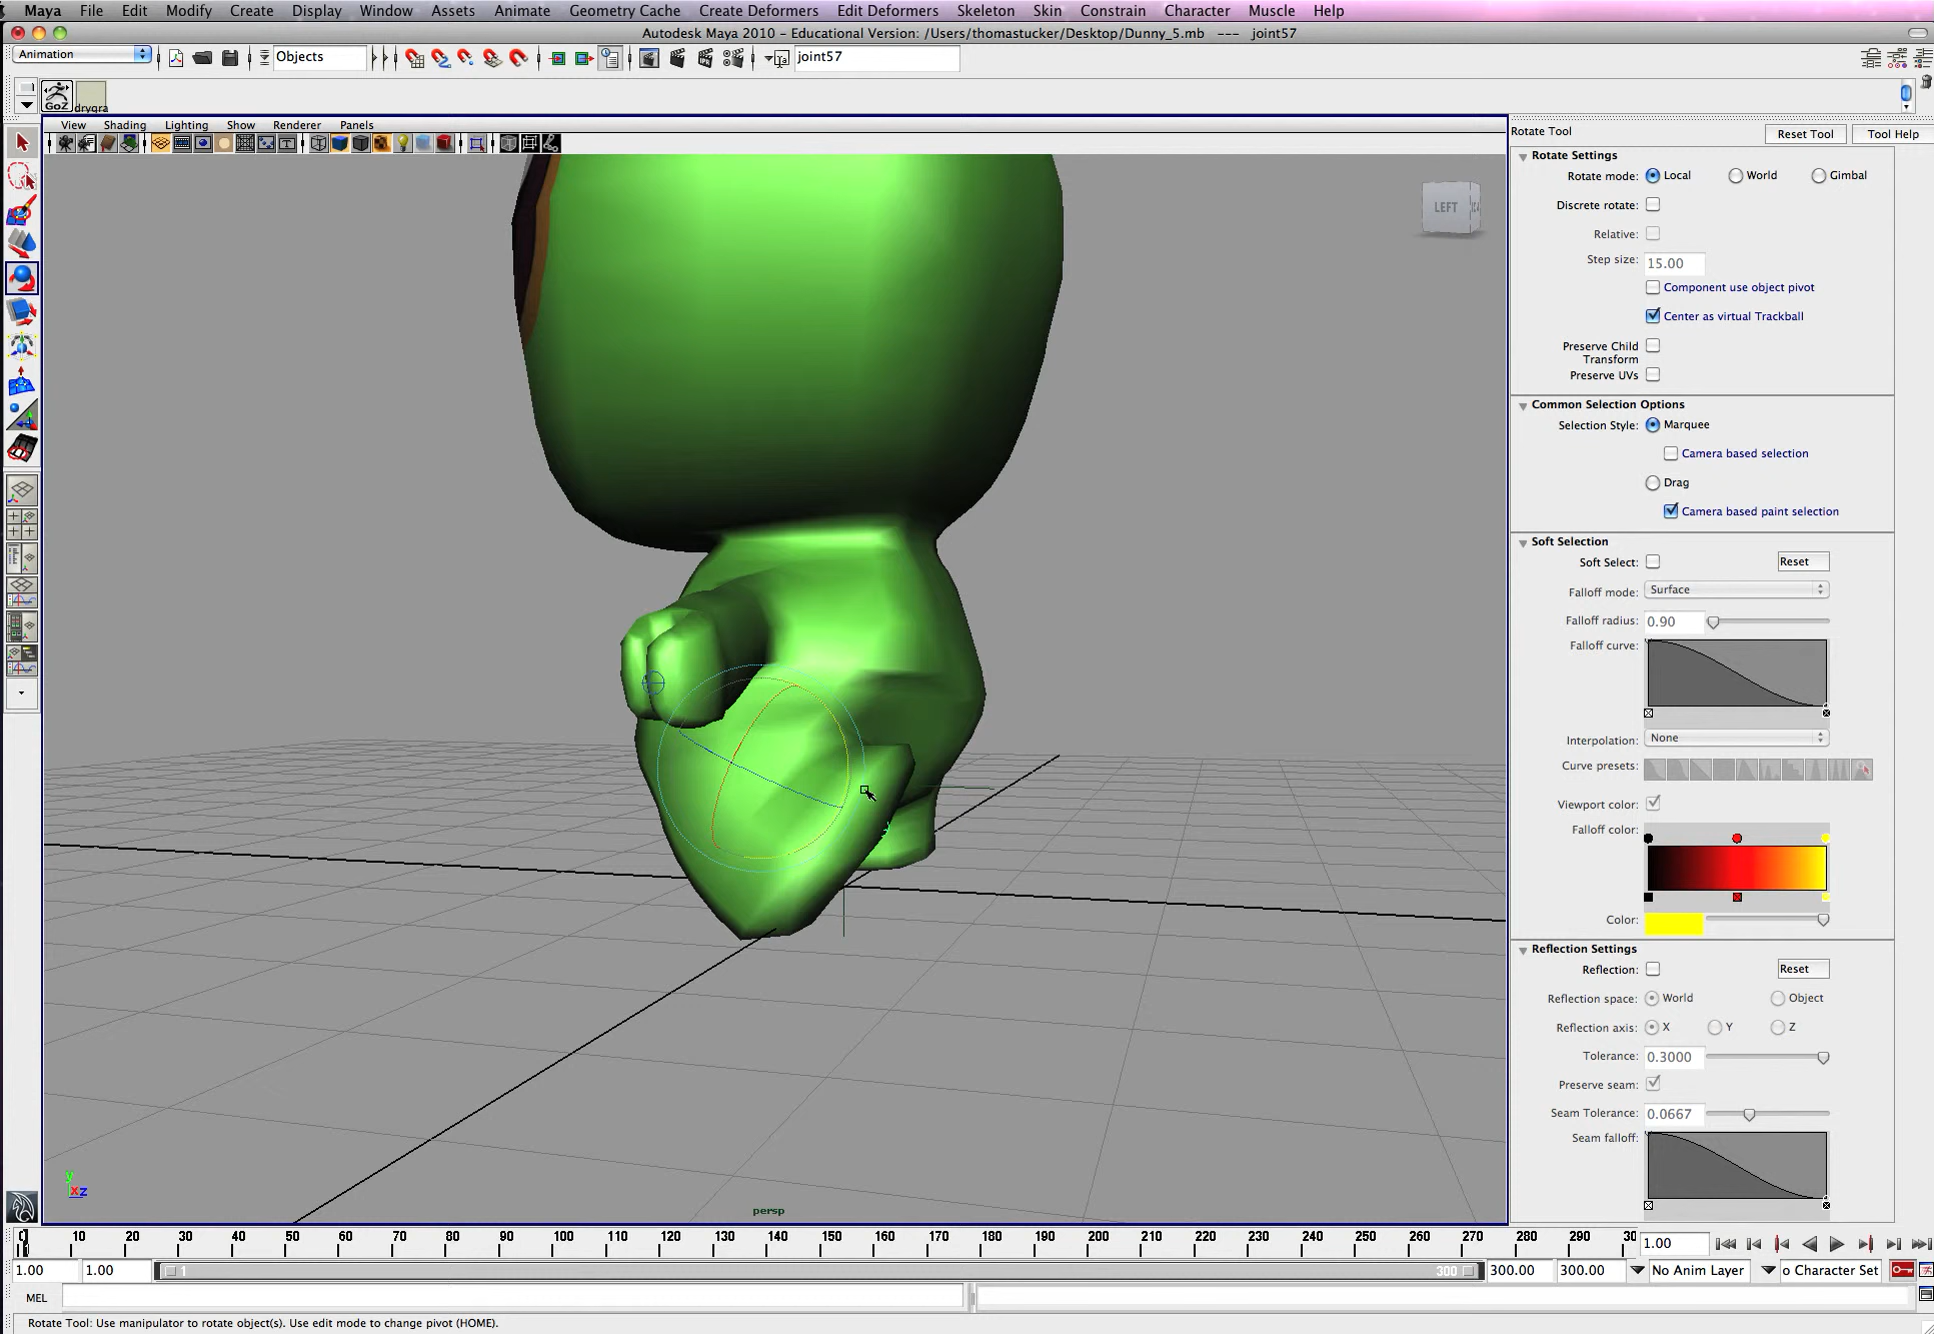 Maya File Edit Modify Create Display Window Assets Animate Geometry Cache Create Deformers Edit Deformers Skeleton Skin Constrain Character Muscle Help
Autodesk Maya 2010 - Educational Version: /Users/thomastucker/Desktop/Dunny_5.mb --- joint57
Animation Objects joint57
GoZ drygra
View Shading Lighting Show Renderer Panels
Rotate Tool Reset Tool Tool Help
Rotate Settings
Rotate mode: Local World Gimbal
Discrete rotate:
Relative:
Step size: 15.00
Component use object pivot
Center as virtual Trackball
Preserve Child
Transform
Preserve UVs
Common Selection Options
Selection Style: Marquee
Camera based selection
Drag
Camera based paint selection
Soft Selection
Soft Select: Reset
Falloff mode: Surface
Falloff radius: 0.90
Falloff curve:
Interpolation: None
Curve presets:
Viewport color:
Falloff color:
Color:
Reflection Settings
Reflection: Reset
Reflection space: World Object
Reflection axis: X Y Z
Tolerance: 0.3000
Preserve seam:
Seam Tolerance: 0.0667
Seam falloff:
LEFT
y
x z
persp
0 10 20 30 40 50 60 70 80 90 100 110 120 130 140 150 160 170 180 190 200 210 220 230 240 250 260 270 280 290 30 1.00
1.00 1.00 1 300 300.00 300.00 No Anim Layer o Character Set
MEL
Rotate Tool: Use manipulator to rotate object(s). Use edit mode to change pivot (HOME).